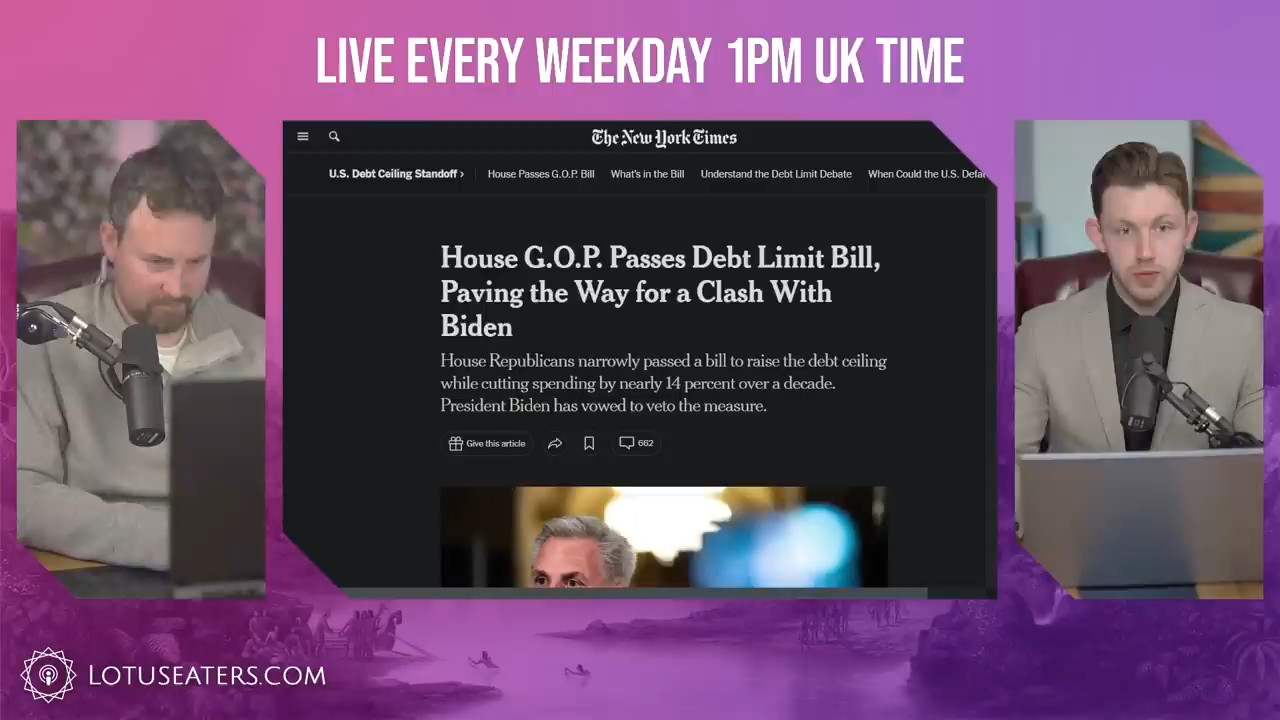 LIVE EVERY WEEKDAY 1PM UK TIME
The New York Times
U.S. Debt Ceiling Standoff ›
House Passes G.O.P. Bill
What's in the Bill
Understand the Debt Limit Debate
When Could the U.S.
House G.O.P. Passes Debt Limit Bill,
Paving the Way for a Clash With
Biden
House Republicans narrowly passed a bill to raise the debt ceiling
while cutting spending by nearly 14 percent over a decade.
President Biden has vowed to veto the measure.
Give this article
662
LOTUSEATERS.COM